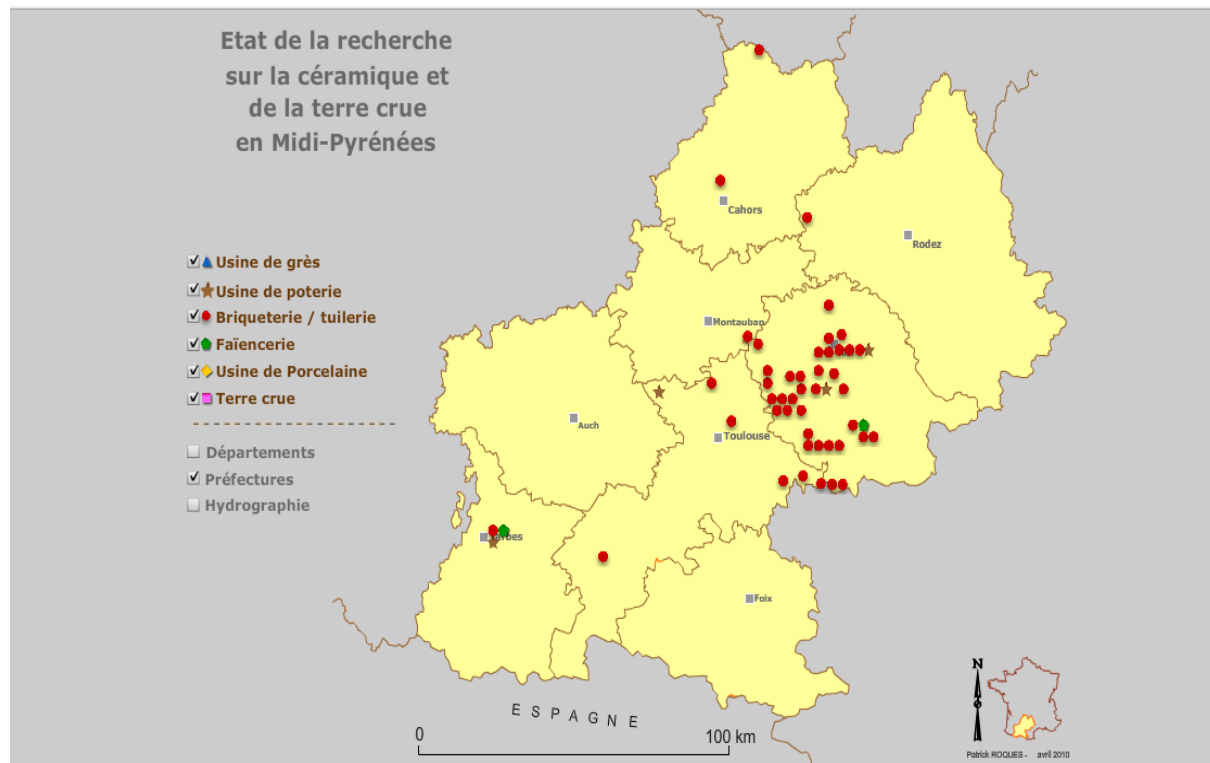 Etat de la recherche
sur la céramique et
de la terre crue
en Midi-Pyrénées
Usine de grès
Usine de poterie
Briqueterie / tuilerie
Faïencerie
Usine de Porcelaine
Terre crue
Départements
Préfectures
Hydrographie
Cahors
Rodez
Montauban
Auch
Toulouse
Foix
ESPAGNE
0 100 km
N
Patrick ROQUES - avril 2010